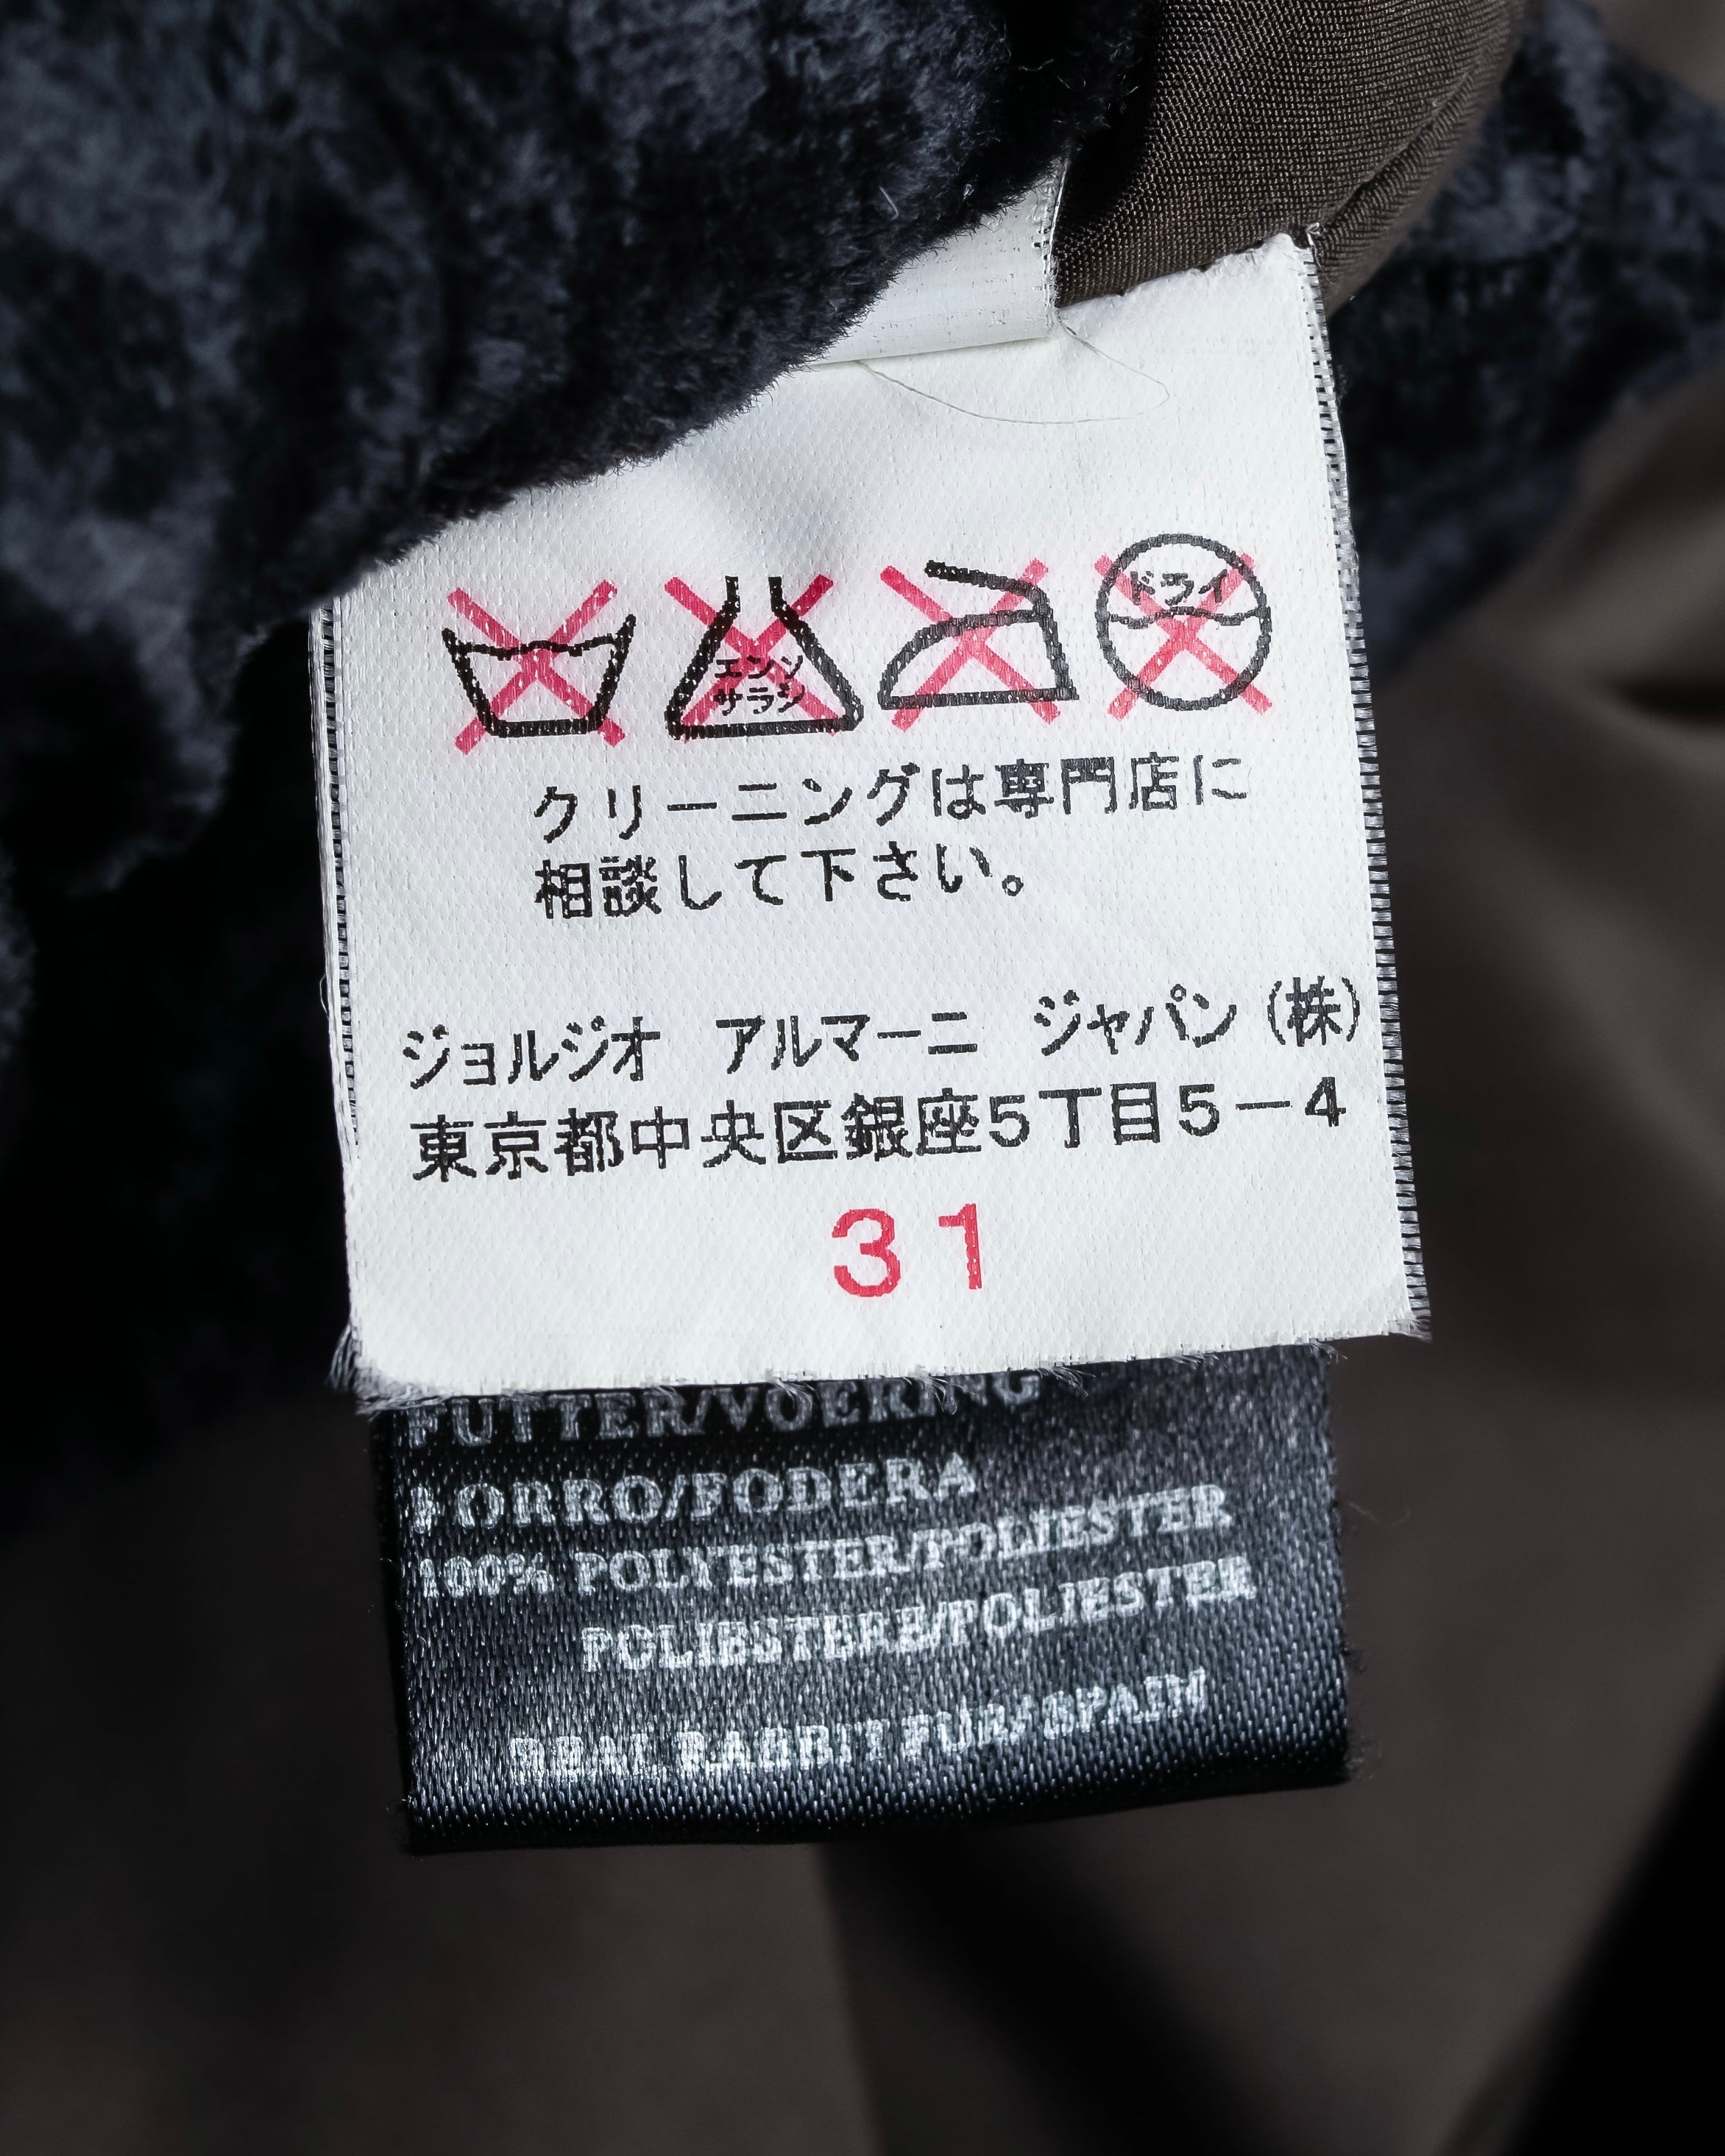 エンソ
サラシ
ドライ
クリーニングは専門店に
相談して下さい。
ジョルジオ アルマーニ ジャパン(株)
東京都中央区銀座5丁目5-4
31
FUTTER/VOERING
FORRO/FODERA
100% POLYESTER/POLIESTER
POLIESTERE/POLIESTER
REAL RABBIT FUR/SPAIN